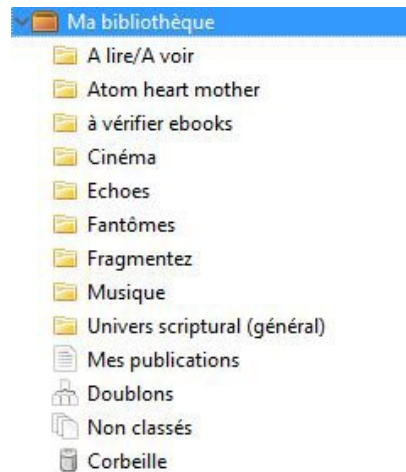 Ma bibliothèque
A lire/A voir
Atom heart mother
à vérifier ebooks
Cinéma
Echoes
Fantômes
Fragmentez
Musique
Univers scriptural (général)
Mes publications
Doublons
Non classés
Corbeille